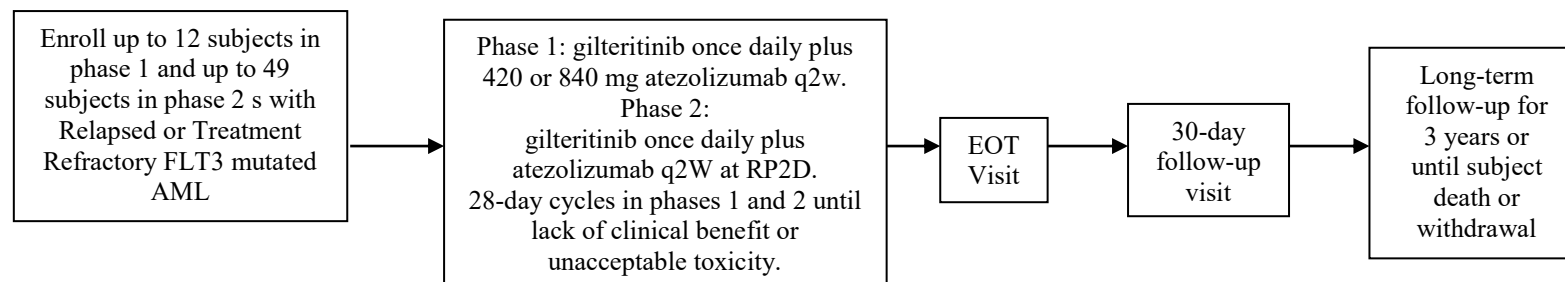 Enroll up to 12 subjects in
phase 1 and up to 49
subjects in phase 2 s with
Relapsed or Treatment
Refractory FLT3 mutated
AML
Phase 1: gilteritinib once daily plus
420 or 840 mg atezolizumab q2w.
Phase 2:
gilteritinib once daily plus
atezolizumab q2W at RP2D.
28-day cycles in phases 1 and 2 until
lack of clinical benefit or
unacceptable toxicity.
EOT
Visit
30-day
follow-up
visit
Long-term
follow-up for
3 years or
until subject
death or
withdrawal